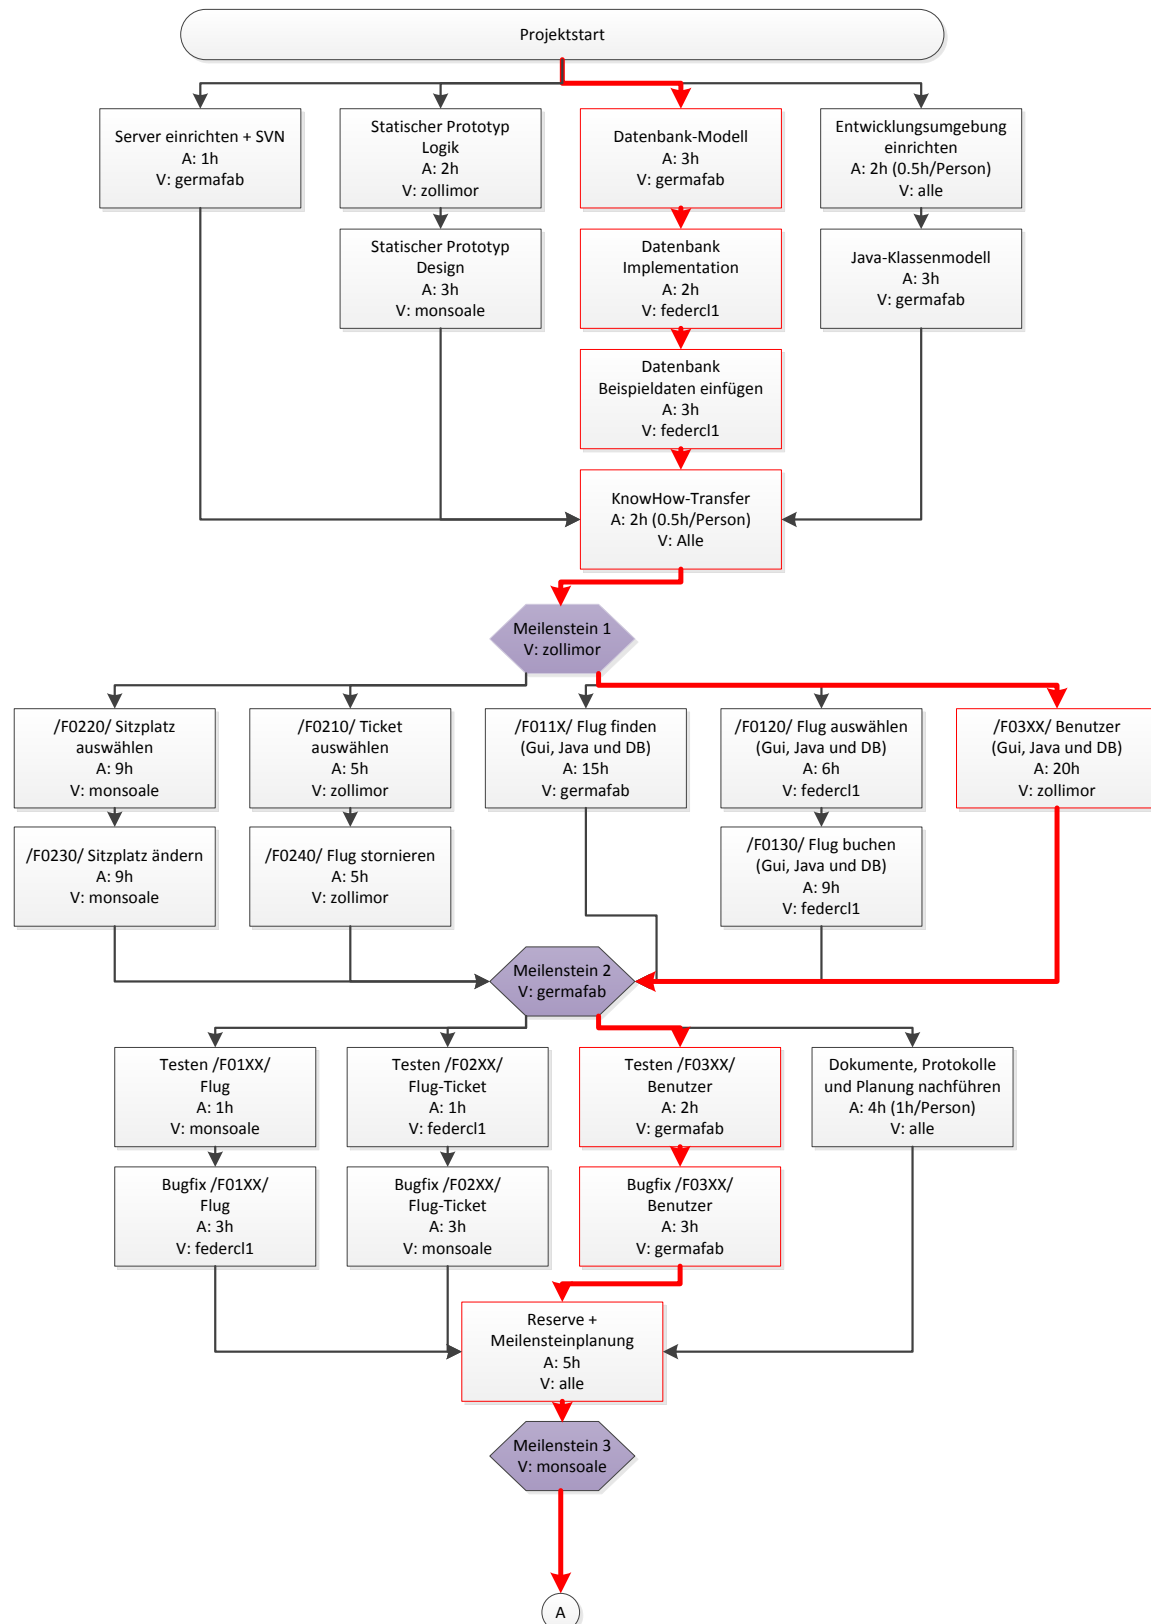 Projektstart
Server einrichten + SVN
A: 1h
V: germafab
Statischer Prototyp
Logik
A: 2h
V: zollimor
Datenbank-Modell
A: 3h
V: germafab
Entwicklungsumgebung
einrichten
A: 2h (0.5h/Person)
V: alle
Statischer Prototyp
Design
A: 3h
V: monsoale
Datenbank
Implementation
A: 2h
V: federcl1
Java-Klassenmodell
A: 3h
V: germafab
Datenbank
Beispieldaten einfügen
A: 3h
V: federcl1
KnowHow-Transfer
A: 2h (0.5h/Person)
V: Alle
Meilenstein 1
V: zollimor
/F0220/ Sitzplatz
auswählen
A: 9h
V: monsoale
/F0210/ Ticket
auswählen
A: 5h
V: zollimor
/F011X/ Flug finden
(Gui, Java und DB)
A: 15h
V: germafab
/F0120/ Flug auswählen
(Gui, Java und DB)
A: 6h
V: federcl1
/F03XX/ Benutzer
(Gui, Java und DB)
A: 20h
V: zollimor
/F0230/ Sitzplatz ändern
A: 9h
V: monsoale
/F0240/ Flug stornieren
A: 5h
V: zollimor
/F0130/ Flug buchen
(Gui, Java und DB)
A: 9h
V: federcl1
Meilenstein 2
V: germafab
Testen /F01XX/
Flug
A: 1h
V: monsoale
Testen /F02XX/
Flug-Ticket
A: 1h
V: federcl1
Testen /F03XX/
Benutzer
A: 2h
V: germafab
Dokumente, Protokolle
und Planung nachführen
A: 4h (1h/Person)
V: alle
Bugfix /F01XX/
Flug
A: 3h
V: federcl1
Bugfix /F02XX/
Flug-Ticket
A: 3h
V: monsoale
Bugfix /F03XX/
Benutzer
A: 3h
V: germafab
Reserve +
Meilensteinplanung
A: 5h
V: alle
Meilenstein 3
V: monsoale
A